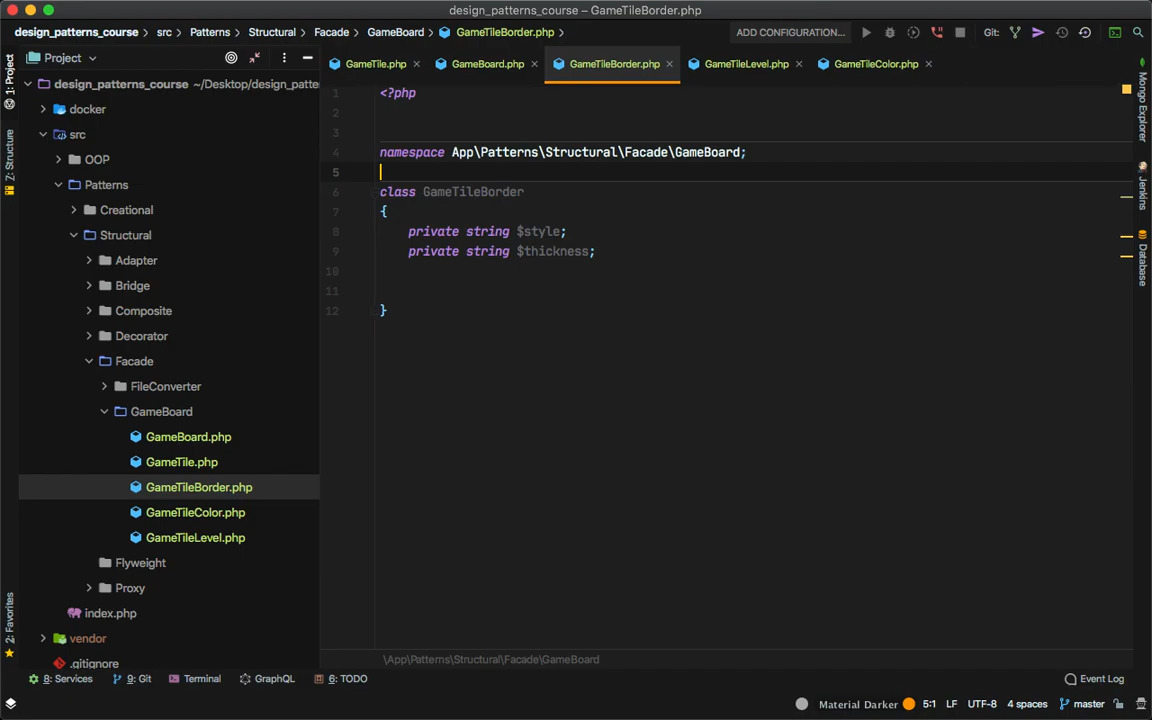 design_patterns_course – GameTileBorder.php
design_patterns_course
src
Patterns
Structural
Facade
GameBoard
GameTileBorder.php
ADD CONFIGURATION...
Git:
Project
GameTile.php
GameBoard.php
GameTileBorder.php
GameTileLevel.php
GameTileColor.php
1: Project
Z: Structure
2: Favorites
design_patterns_course ~/Desktop/design_patte
docker
src
OOP
Patterns
Creational
Structural
Adapter
Bridge
Composite
Decorator
Facade
FileConverter
GameBoard
GameBoard.php
GameTile.php
GameTileBorder.php
GameTileColor.php
GameTileLevel.php
Flyweight
Proxy
index.php
vendor
.gitignore
1 <?php
2
3
4 namespace App\Patterns\Structural\Facade\GameBoard;
5
6 class GameTileBorder
7 {
8 private string $style;
9 private string $thickness;
10
11
12 }
\App\Patterns\Structural\Facade\GameBoard
Mongo Explorer
Jenkins
Database
8: Services
9: Git
Terminal
GraphQL
6: TODO
Event Log
Material Darker
5:1
LF
UTF-8
4 spaces
master